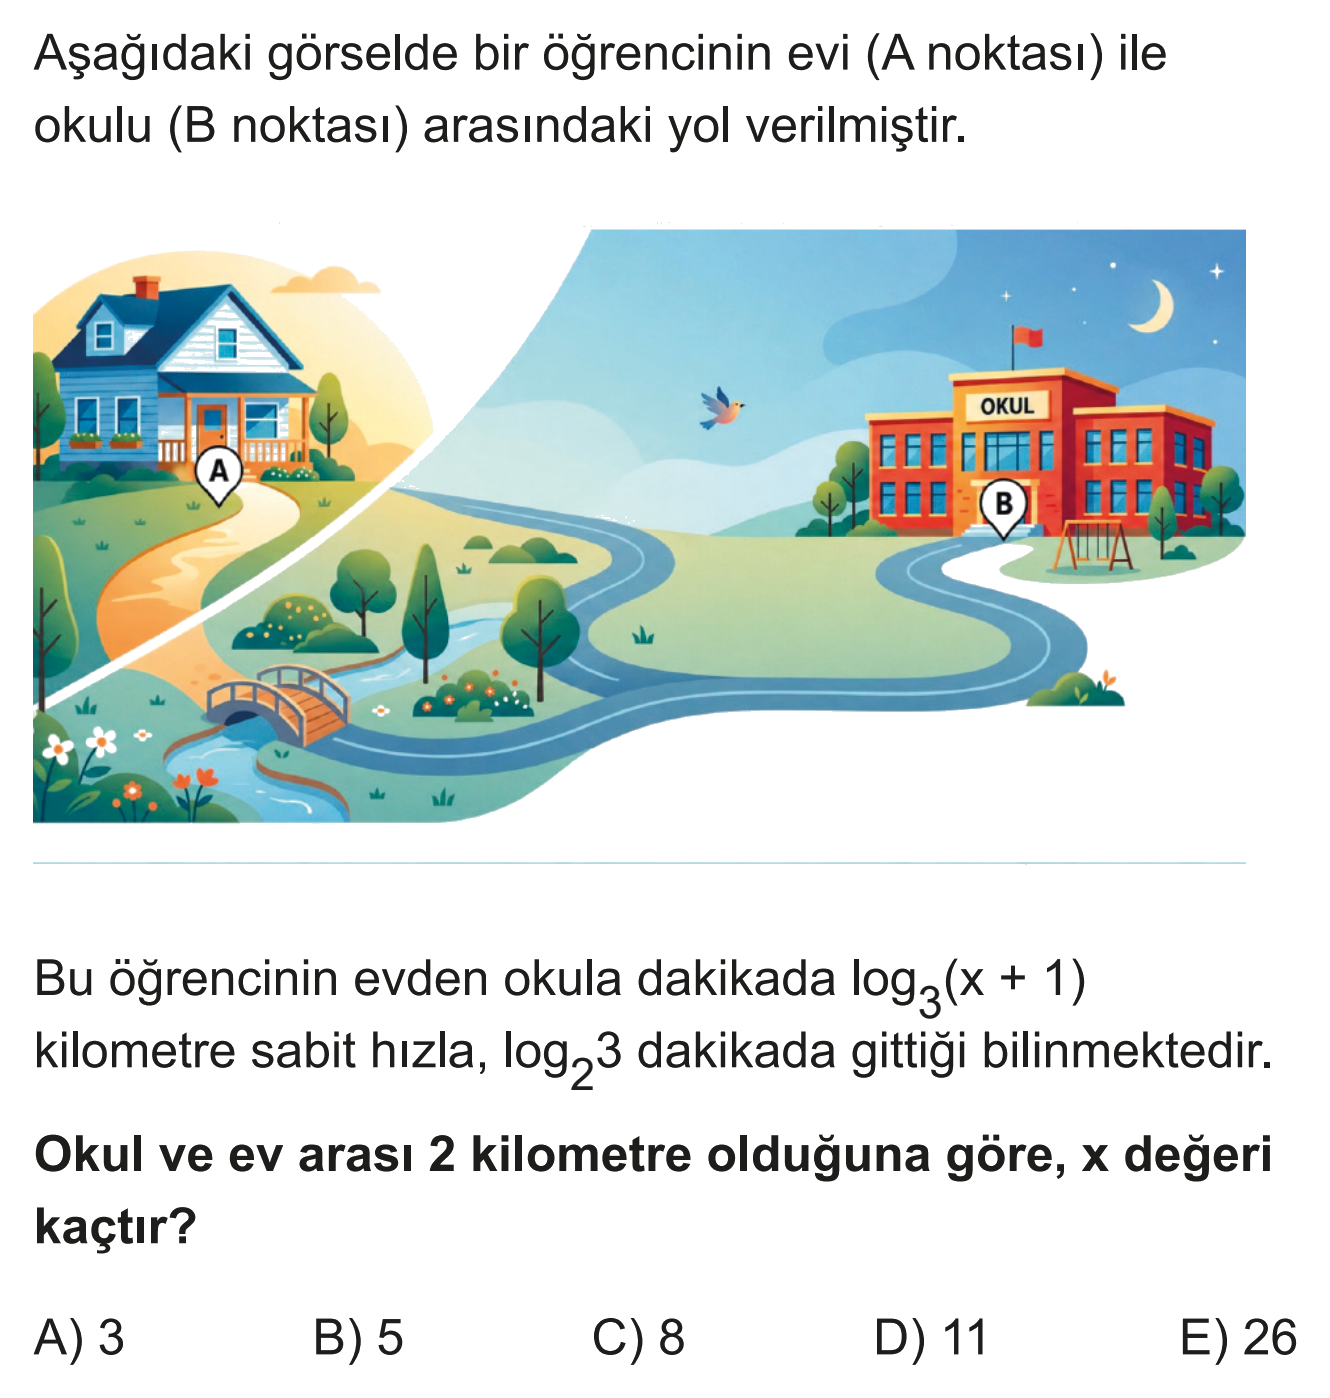 Aşağıdaki görselde bir öğrencinin evi (A noktası) ile
okulu (B noktası) arasındaki yol verilmiştir.
OKUL
A
B
Bu öğrencinin evden okula dakikada log₃(x + 1)
kilometre sabit hızla, log₂3 dakikada gittiği bilinmektedir.
Okul ve ev arası 2 kilometre olduğuna göre, x değeri
kaçtır?
A) 3 B) 5 C) 8 D) 11 E) 26